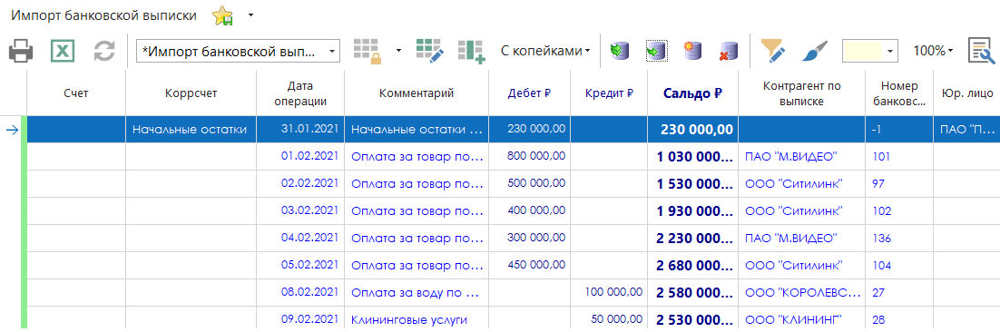 Импорт банковской выписки
*Импорт банковской вып... С копейками 100%
Счет Коррсчет Дата операции Комментарий Дебет ₽ Кредит ₽ Сальдо ₽ Контрагент по выписке Номер банковс... Юр. лицо
Начальные остатки 31.01.2021 Начальные остатки ... 230 000,00 230 000,00 -1 ПАО "П...
01.02.2021 Оплата за товар по... 800 000,00 1 030 000... ПАО "М.ВИДЕО" 101
02.02.2021 Оплата за товар по... 500 000,00 1 530 000... ООО "Ситилинк" 97
03.02.2021 Оплата за товар по... 400 000,00 1 930 000... ООО "Ситилинк" 102
04.02.2021 Оплата за товар по... 300 000,00 2 230 000... ПАО "М.ВИДЕО" 136
05.02.2021 Оплата за товар по... 450 000,00 2 680 000... ООО "Ситилинк" 104
08.02.2021 Оплата за воду по ... 100 000,00 2 580 000... ООО "КОРОЛЕВС... 27
09.02.2021 Клининговые услуги 50 000,00 2 530 000... ООО "КЛИНИНГ" 28